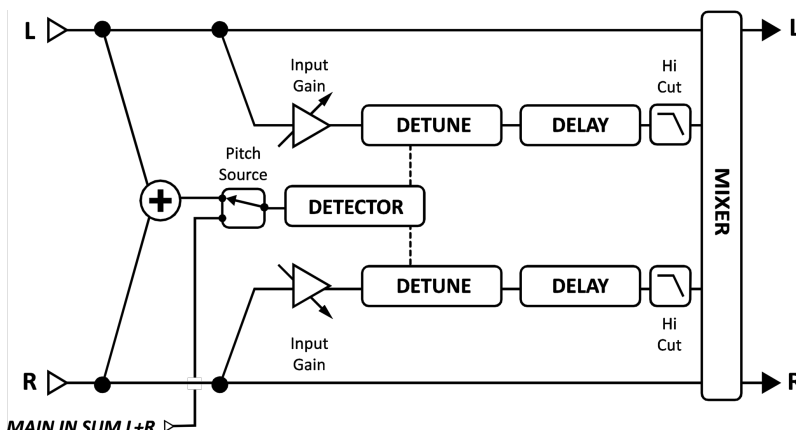 L
L
Input
Gain
Hi
Cut
DETUNE
DELAY
Pitch
Source
DETECTOR
MIXER
DETUNE
DELAY
Input
Gain
Hi
Cut
R
R
MAIN IN SUM L+R